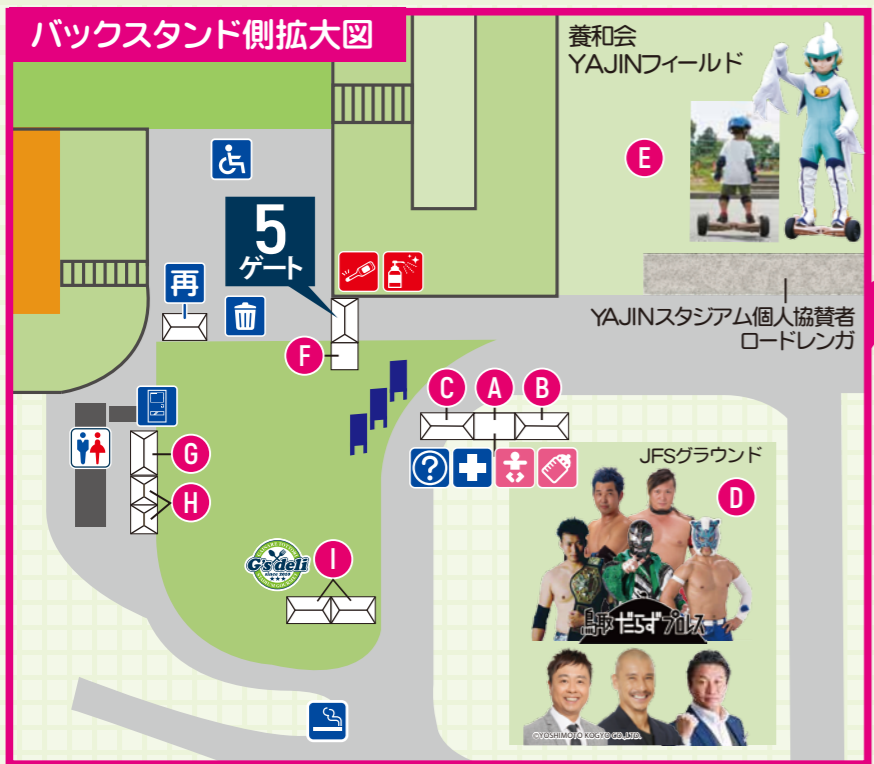 バックスタンド側拡大図
養和会
YAJINフィールド
E
5
ゲート
再
YAJINスタジアム個人協賛者
ロードレンガ
F
C
A
B
?
G
H
JFSグラウンド
D
G's deli
SINCE 2010
I
鳥取だらずプロレス
©YOSHIMOTO KOGYO CO.,LTD.